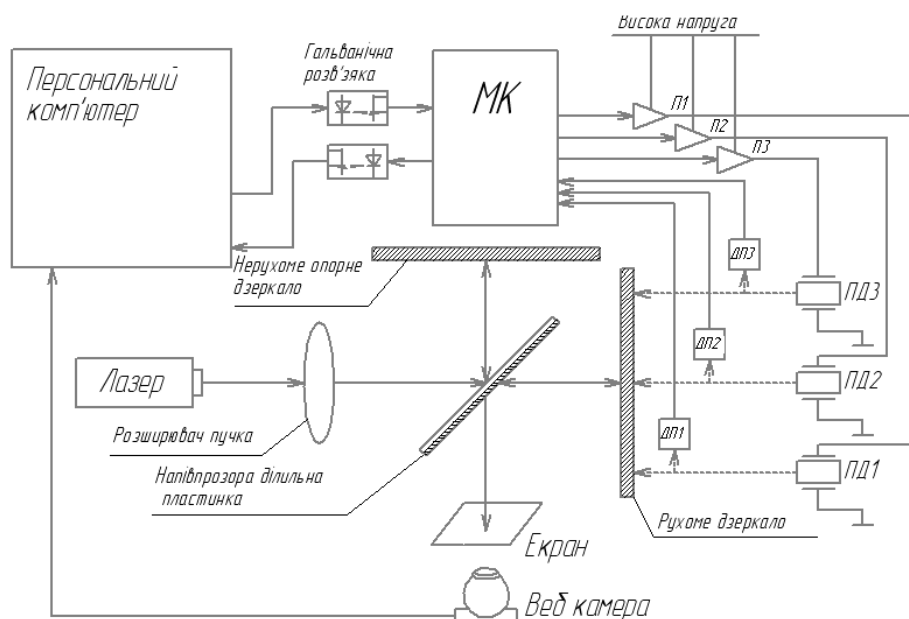 Висока напруга
Персональний
комп'ютер
Гальванічна
розв'яка
МК
П1
П2
П3
Нерухоме опорне
дзеркало
ДП3
ПД3
Лазер
ДП2
ПД2
Розширювач пучка
ДП1
Напівпрозора ділильна
пластинка
ПД1
Рухоме дзеркало
Екран
Веб камера